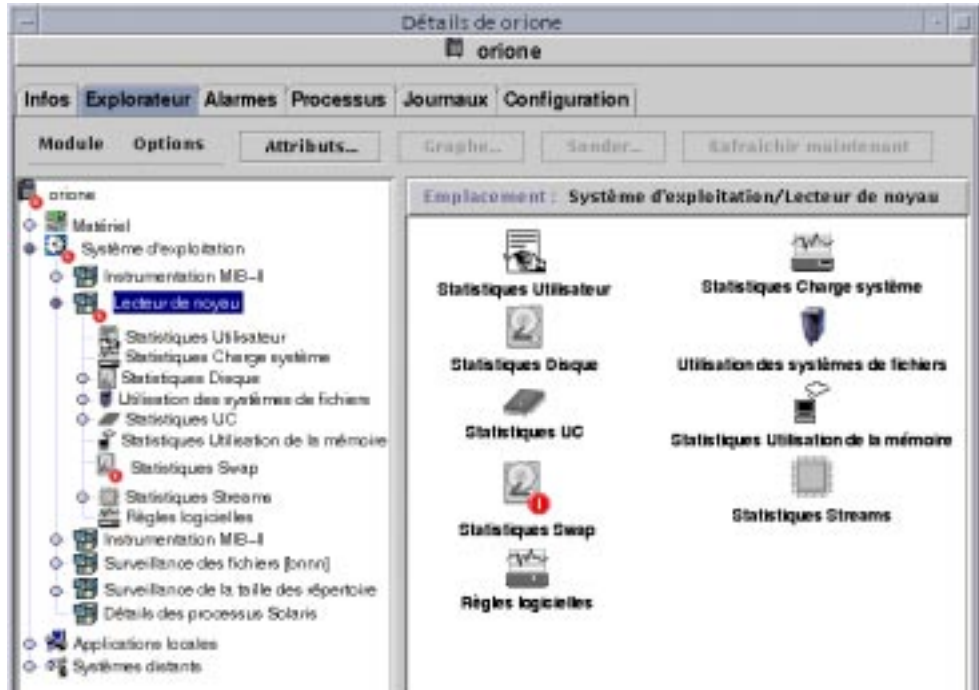 Détails de orione
orione
Infos Explorateur Alarmes Processus Journaux Configuration
Module Options Attributs... Graphe... Sonder... Rafraîchir maintenant
orione
Matériel
Système d'exploitation
Instrumentation MIB-II
Lecteur de noyau
Statistiques Utilisateur
Statistiques Charge système
Statistiques Disque
Utilisation des systèmes de fichiers
Statistiques UC
Statistiques Utilisation de la mémoire
Statistiques Swap
Statistiques Streams
Règles logicielles
Instrumentation MIB-II
Surveillance des fichiers [bnnn]
Surveillance de la taille des répertoire
Détails des processus Solaris
Applications locales
Systèmes distants
Emplacement : Système d'exploitation/Lecteur de noyau
Statistiques Utilisateur
Statistiques Charge système
Statistiques Disque
Utilisation des systèmes de fichiers
Statistiques UC
Statistiques Utilisation de la mémoire
Statistiques Swap
Statistiques Streams
Règles logicielles